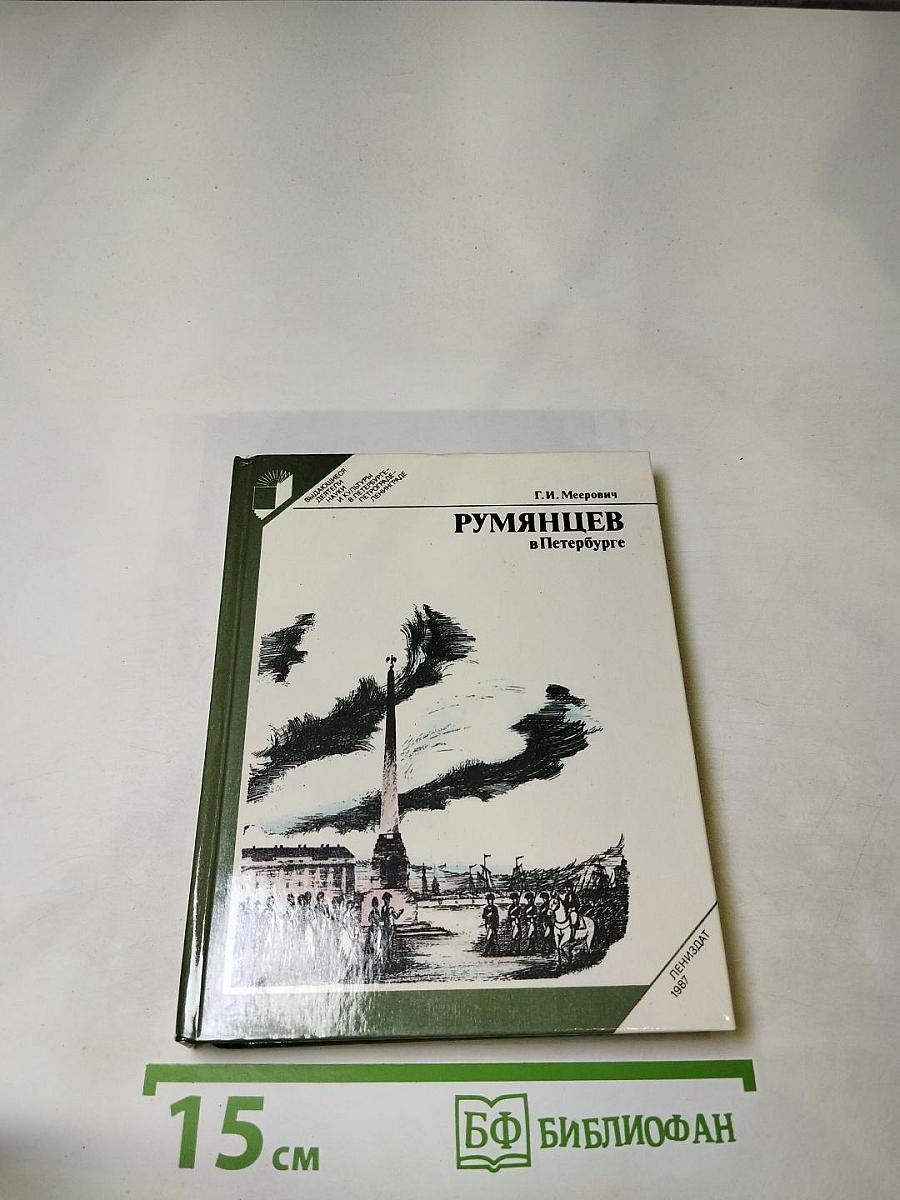 ВЫДАЮЩИЕСЯ
ДЕЯТЕЛИ
НАУКИ
И КУЛЬТУРЫ
В ПЕТЕРБУРГЕ–
ПЕТРОГРАДЕ–
ЛЕНИНГРАДЕ
Г. И. Меерович
РУМЯНЦЕВ
в Петербурге
ЛЕНИЗДАТ
1987
15 см
БФ БИБЛИОФАН